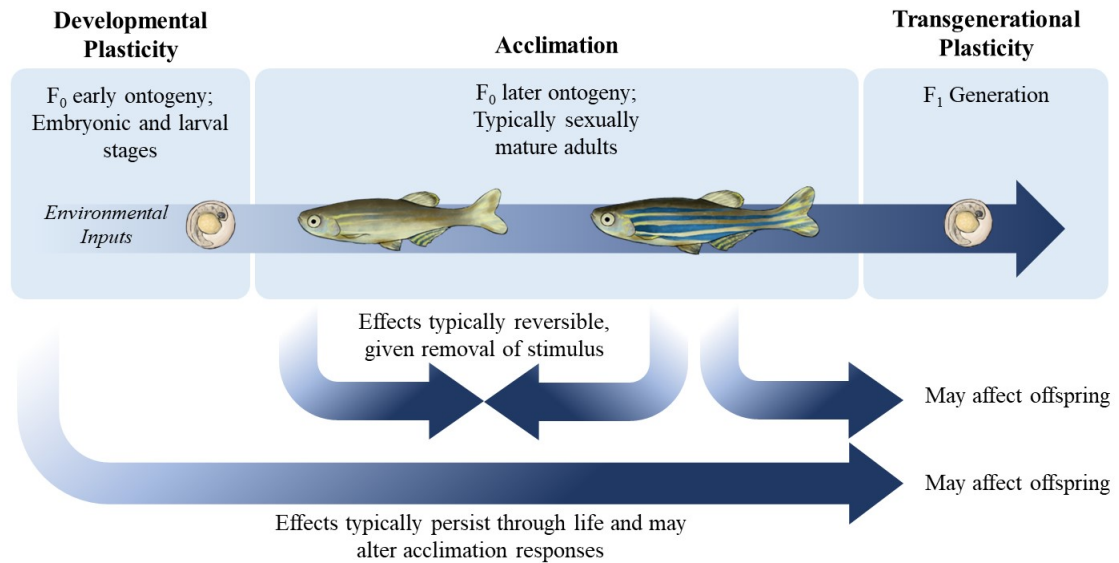 Developmental
Plasticity
Acclimation
Transgenerational
Plasticity
F₀ early ontogeny;
Embryonic and larval
stages
F₀ later ontogeny;
Typically sexually
mature adults
F₁ Generation
Environmental
Inputs
Effects typically reversible,
given removal of stimulus
May affect offspring
May affect offspring
Effects typically persist through life and may
alter acclimation responses